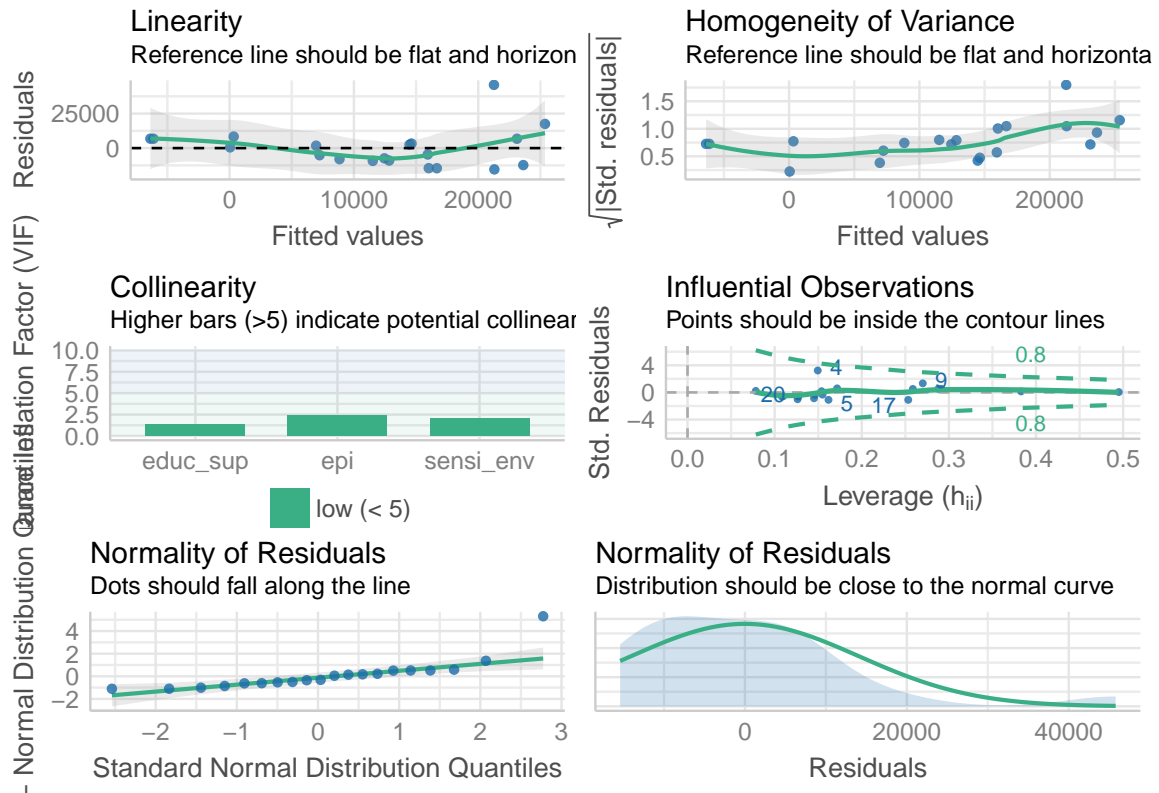 Linearity
Reference line should be flat and horizon
Residuals
25000
0
0
10000
20000
Fitted values
Homogeneity of Variance
Reference line should be flat and horizonta
√|Std. residuals|
1.5
1.0
0.5
0
10000
20000
Fitted values
Collinearity
Higher bars (>5) indicate potential collinear
Inflation Factor (VIF)
10.0
7.5
5.0
2.5
0.0
educ_sup
epi
sensi_env
low (< 5)
Influential Observations
Points should be inside the contour lines
Std. Residuals
4
0
−4
0.8
0.8
20
4
5
17
9
0.0
0.1
0.2
0.3
0.4
0.5
Leverage (hii)
Normality of Residuals
Dots should fall along the line
− Normal Distribution
4
2
0
−2
−2
−1
0
1
2
3
Standard Normal Distribution Quantiles
Normality of Residuals
Distribution should be close to the normal curve
0
20000
40000
Residuals